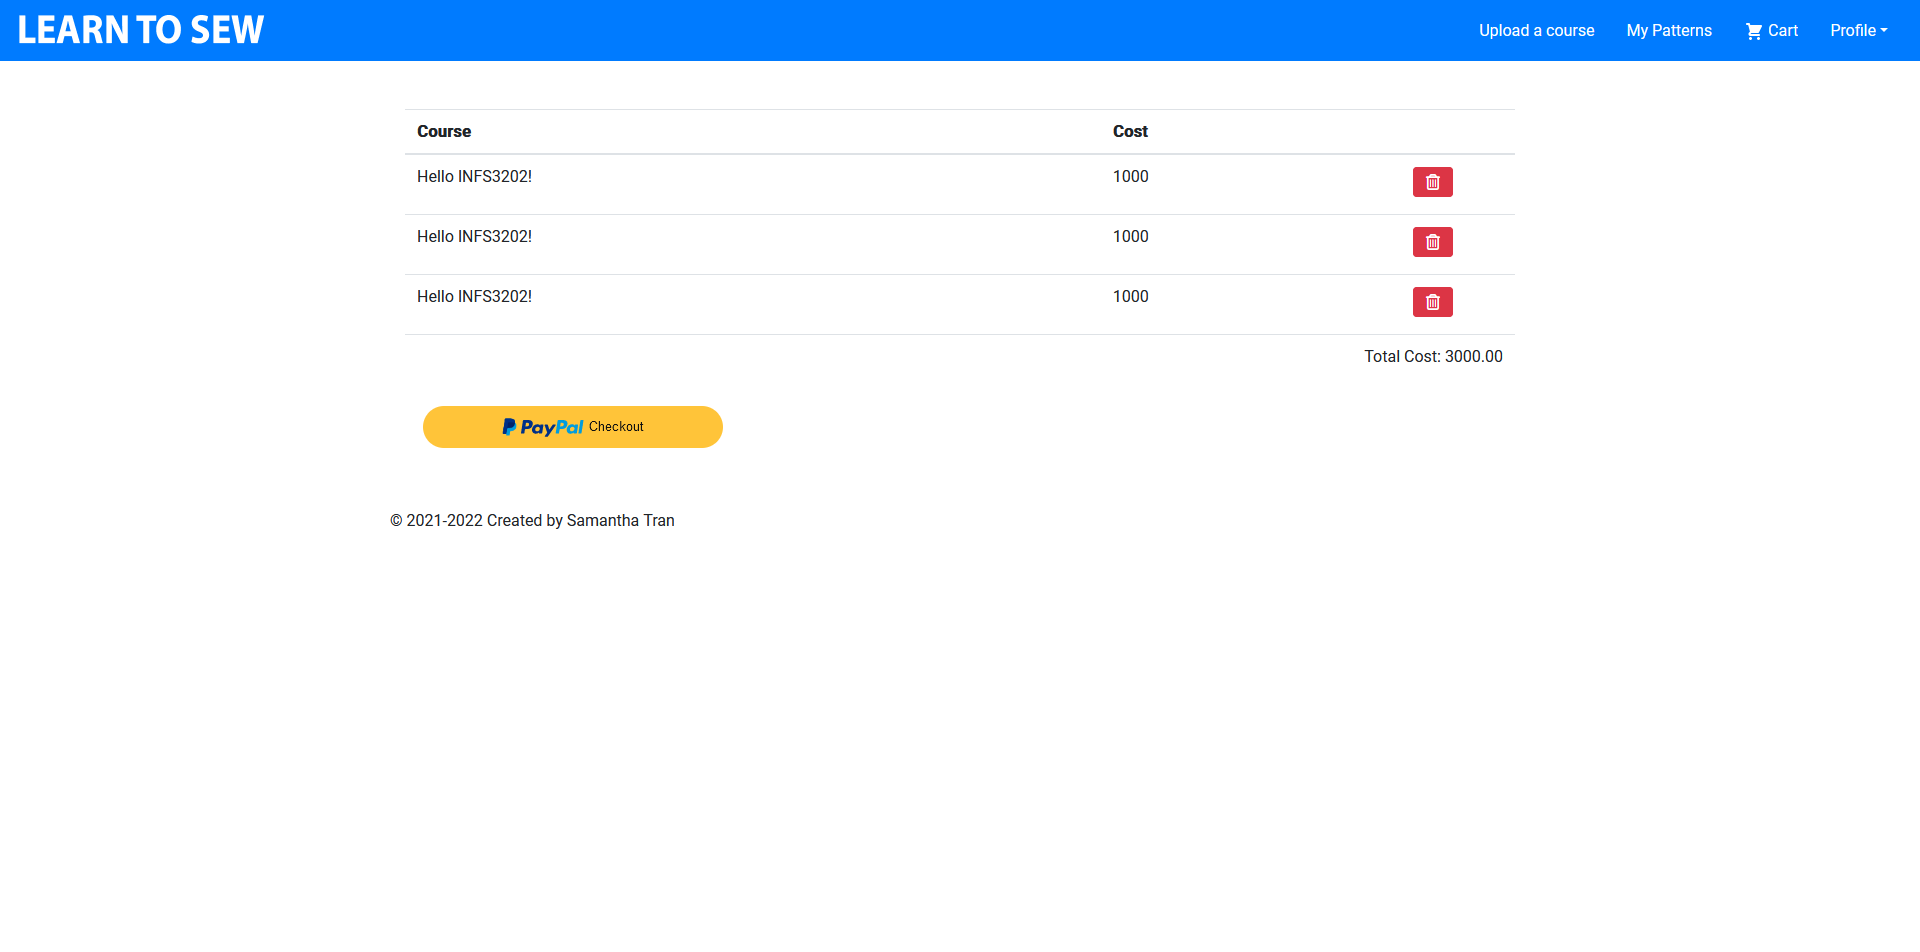 LEARN TO SEW
Upload a course My Patterns Cart Profile
Course Cost
Hello INFS3202! 1000
Hello INFS3202! 1000
Hello INFS3202! 1000
Total Cost: 3000.00
PayPal Checkout
© 2021-2022 Created by Samantha Tran